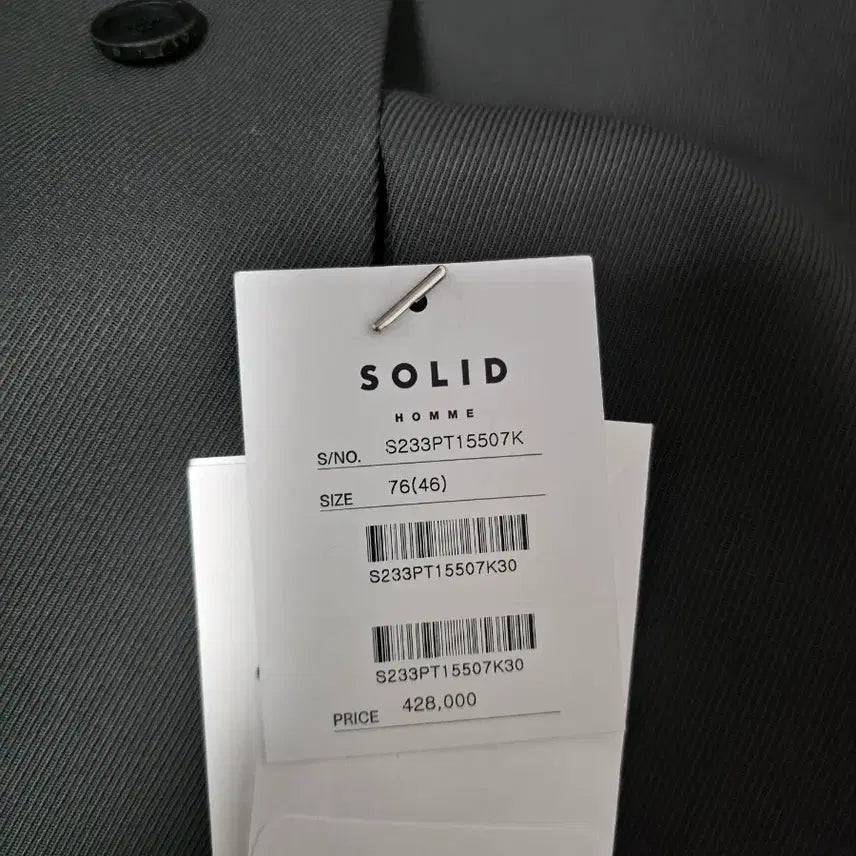 SOLID
HOMME
S/NO. S233PT15507K
SIZE 76(46)
S233PT15507K30
S233PT15507K30
PRICE 428,000